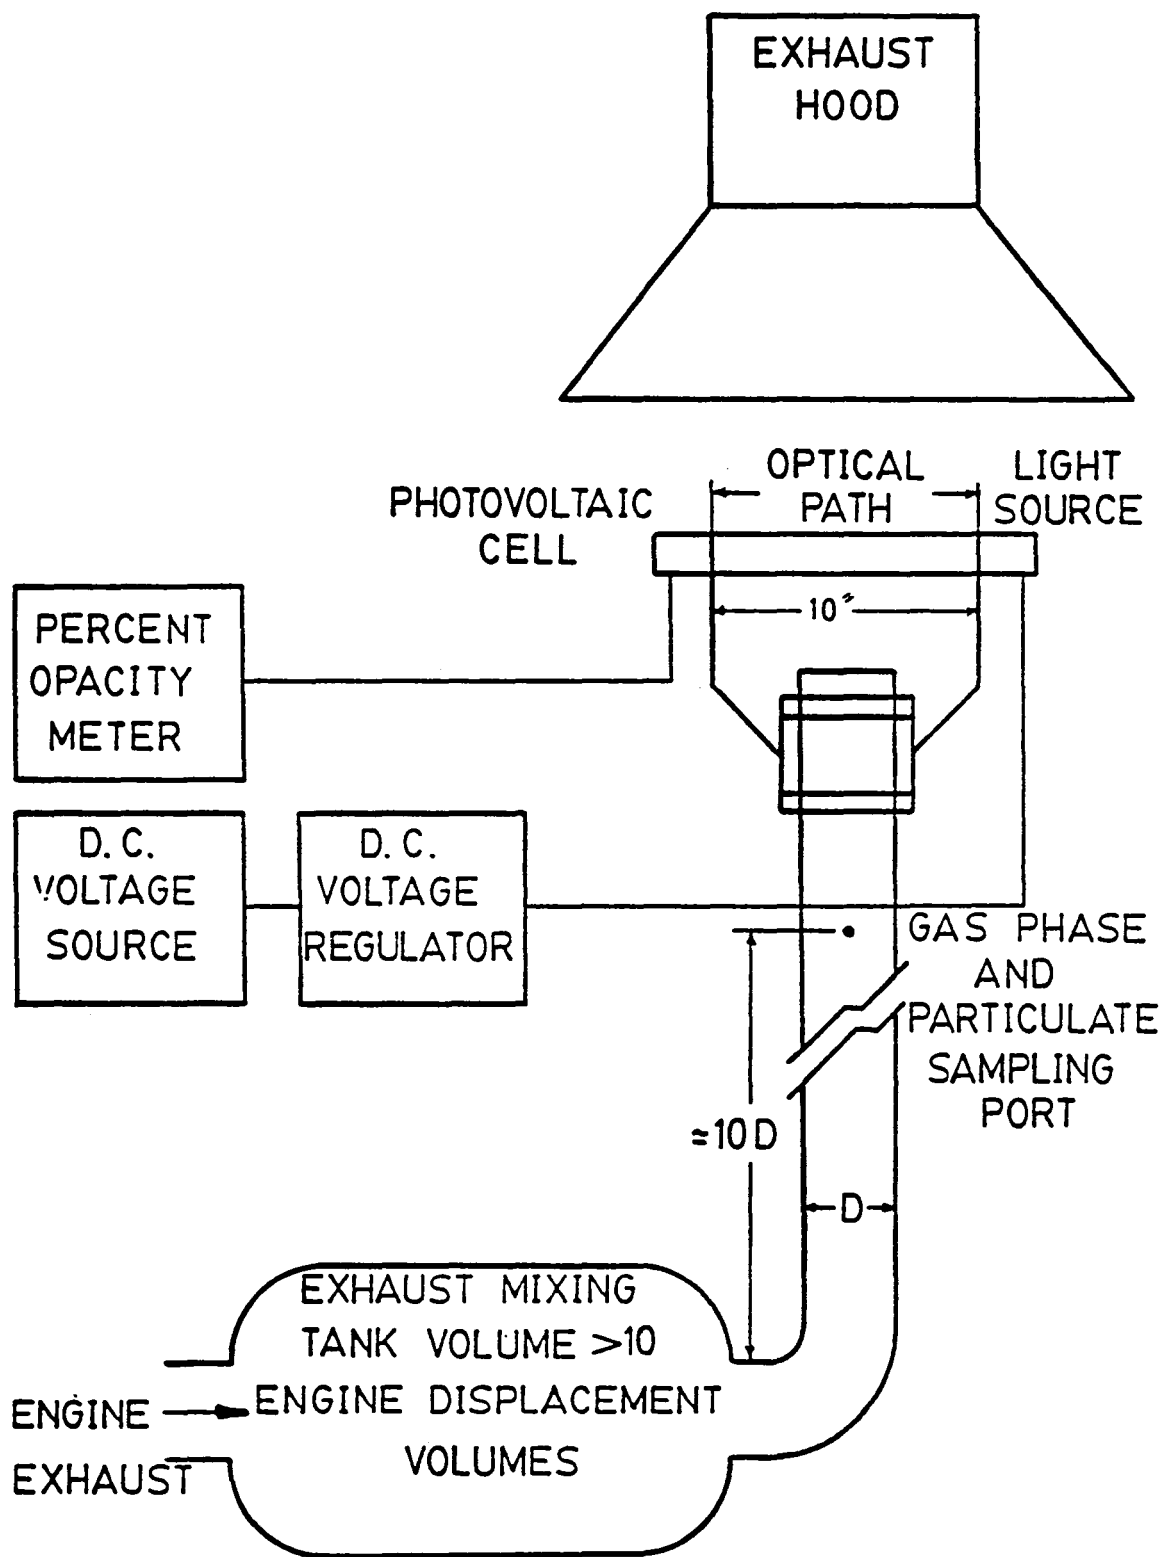 EXHAUST
HOOD
OPTICAL
PATH
LIGHT
SOURCE
PHOTOVOLTAIC
CELL
10"
PERCENT
OPACITY
METER
D.C.
VOLTAGE
SOURCE
D.C.
VOLTAGE
REGULATOR
GAS PHASE
AND
PARTICULATE
SAMPLING
PORT
≈10D
D
EXHAUST MIXING
TANK VOLUME >10
ENGINE DISPLACEMENT
VOLUMES
ENGINE
EXHAUST